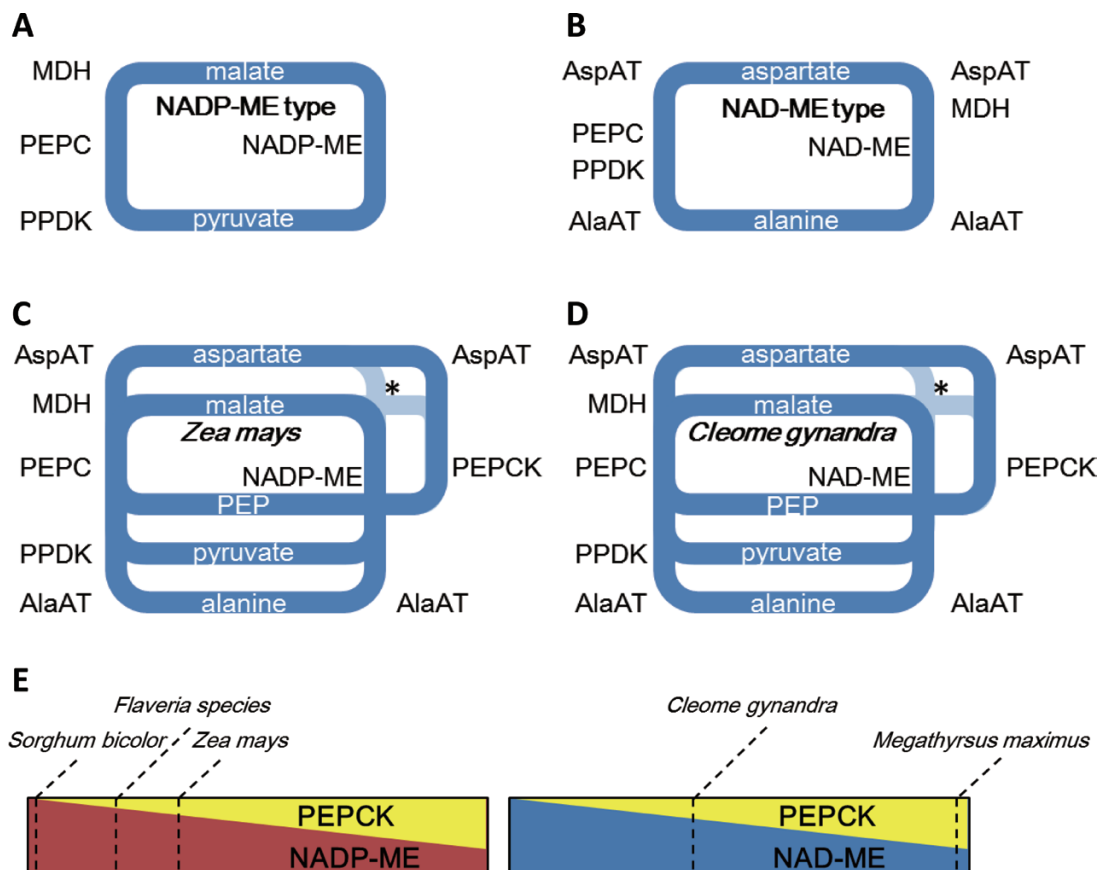 A
MDH
malate
NADP-ME type
PEPC
NADP-ME
PPDK
pyruvate
B
AspAT
aspartate
AspAT
NAD-ME type
MDH
PEPC
NAD-ME
PPDK
AlaAT
alanine
AlaAT
C
AspAT
aspartate
AspAT
*
MDH
malate
Zea mays
PEPC
NADP-ME
PEPCK
PEP
PPDK
pyruvate
AlaAT
alanine
AlaAT
D
AspAT
aspartate
AspAT
*
MDH
malate
Cleome gynandra
PEPC
NAD-ME
PEPCK
PEP
PPDK
pyruvate
AlaAT
alanine
AlaAT
E
Flaveria species
Sorghum bicolor
Zea mays
PEPCK
NADP-ME
Cleome gynandra
Megathyrsus maximus
PEPCK
NAD-ME